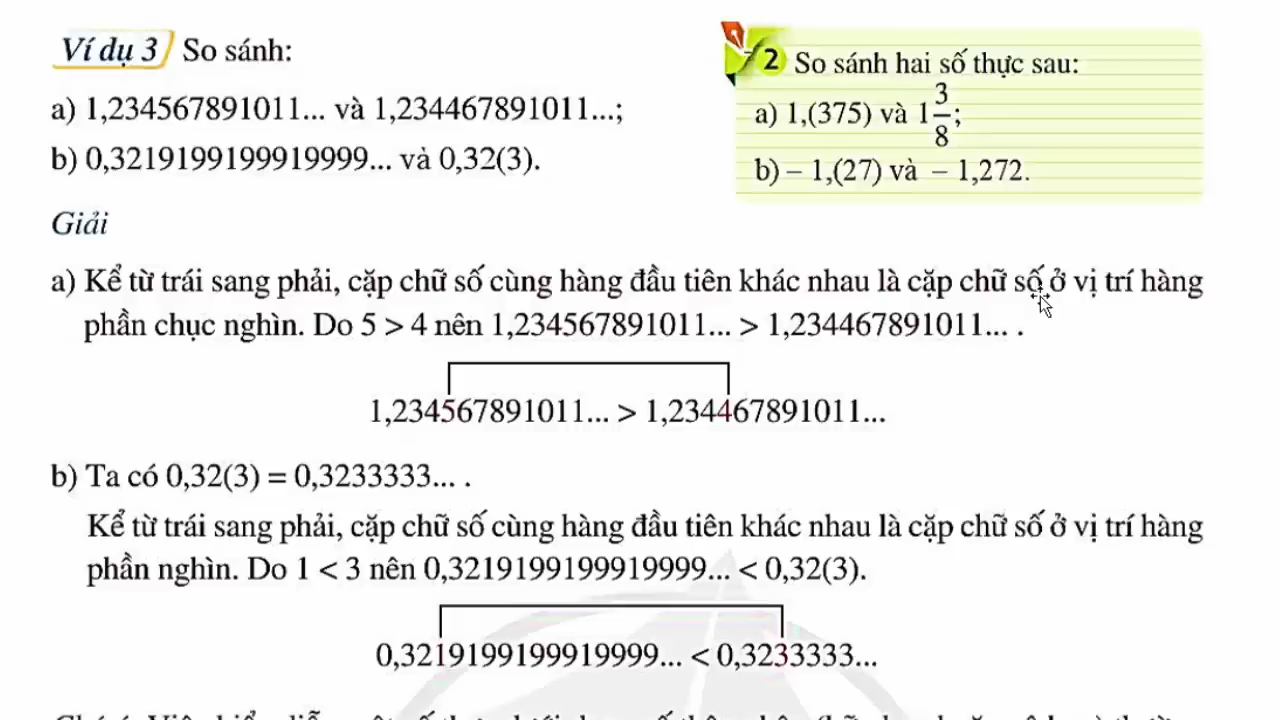 Ví dụ 3 So sánh:
a) 1,234567891011... và 1,234467891011...;
b) 0,3219199199919999... và 0,32(3).
2 So sánh hai số thực sau:
a) 1,(375) và 1 3/8;
b) – 1,(27) và – 1,272.
Giải
a) Kể từ trái sang phải, cặp chữ số cùng hàng đầu tiên khác nhau là cặp chữ số ở vị trí hàng
phần chục nghìn. Do 5 > 4 nên 1,234567891011... > 1,234467891011... .
1,234567891011... > 1,234467891011...
b) Ta có 0,32(3) = 0,3233333... .
Kể từ trái sang phải, cặp chữ số cùng hàng đầu tiên khác nhau là cặp chữ số ở vị trí hàng
phần nghìn. Do 1 < 3 nên 0,3219199199919999... < 0,32(3).
0,3219199199919999... < 0,3233333...